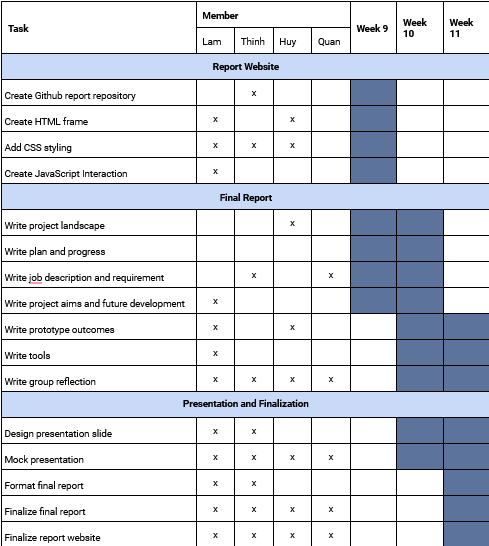 Task Member Week 9 Week 10 Week 11
Lam Thinh Huy Quan
Report Website
Create Github report repository x
Create HTML frame x x
Add CSS styling x x x
Create JavaScript Interaction x
Final Report
Write project landscape x
Write plan and progress
Write job description and requirement x x
Write project aims and future development x
Write prototype outcomes x x
Write tools x
Write group reflection x x x x
Presentation and Finalization
Design presentation slide x x
Mock presentation x x x x
Format final report x x
Finalize final report x x x x
Finalize report website x x x x